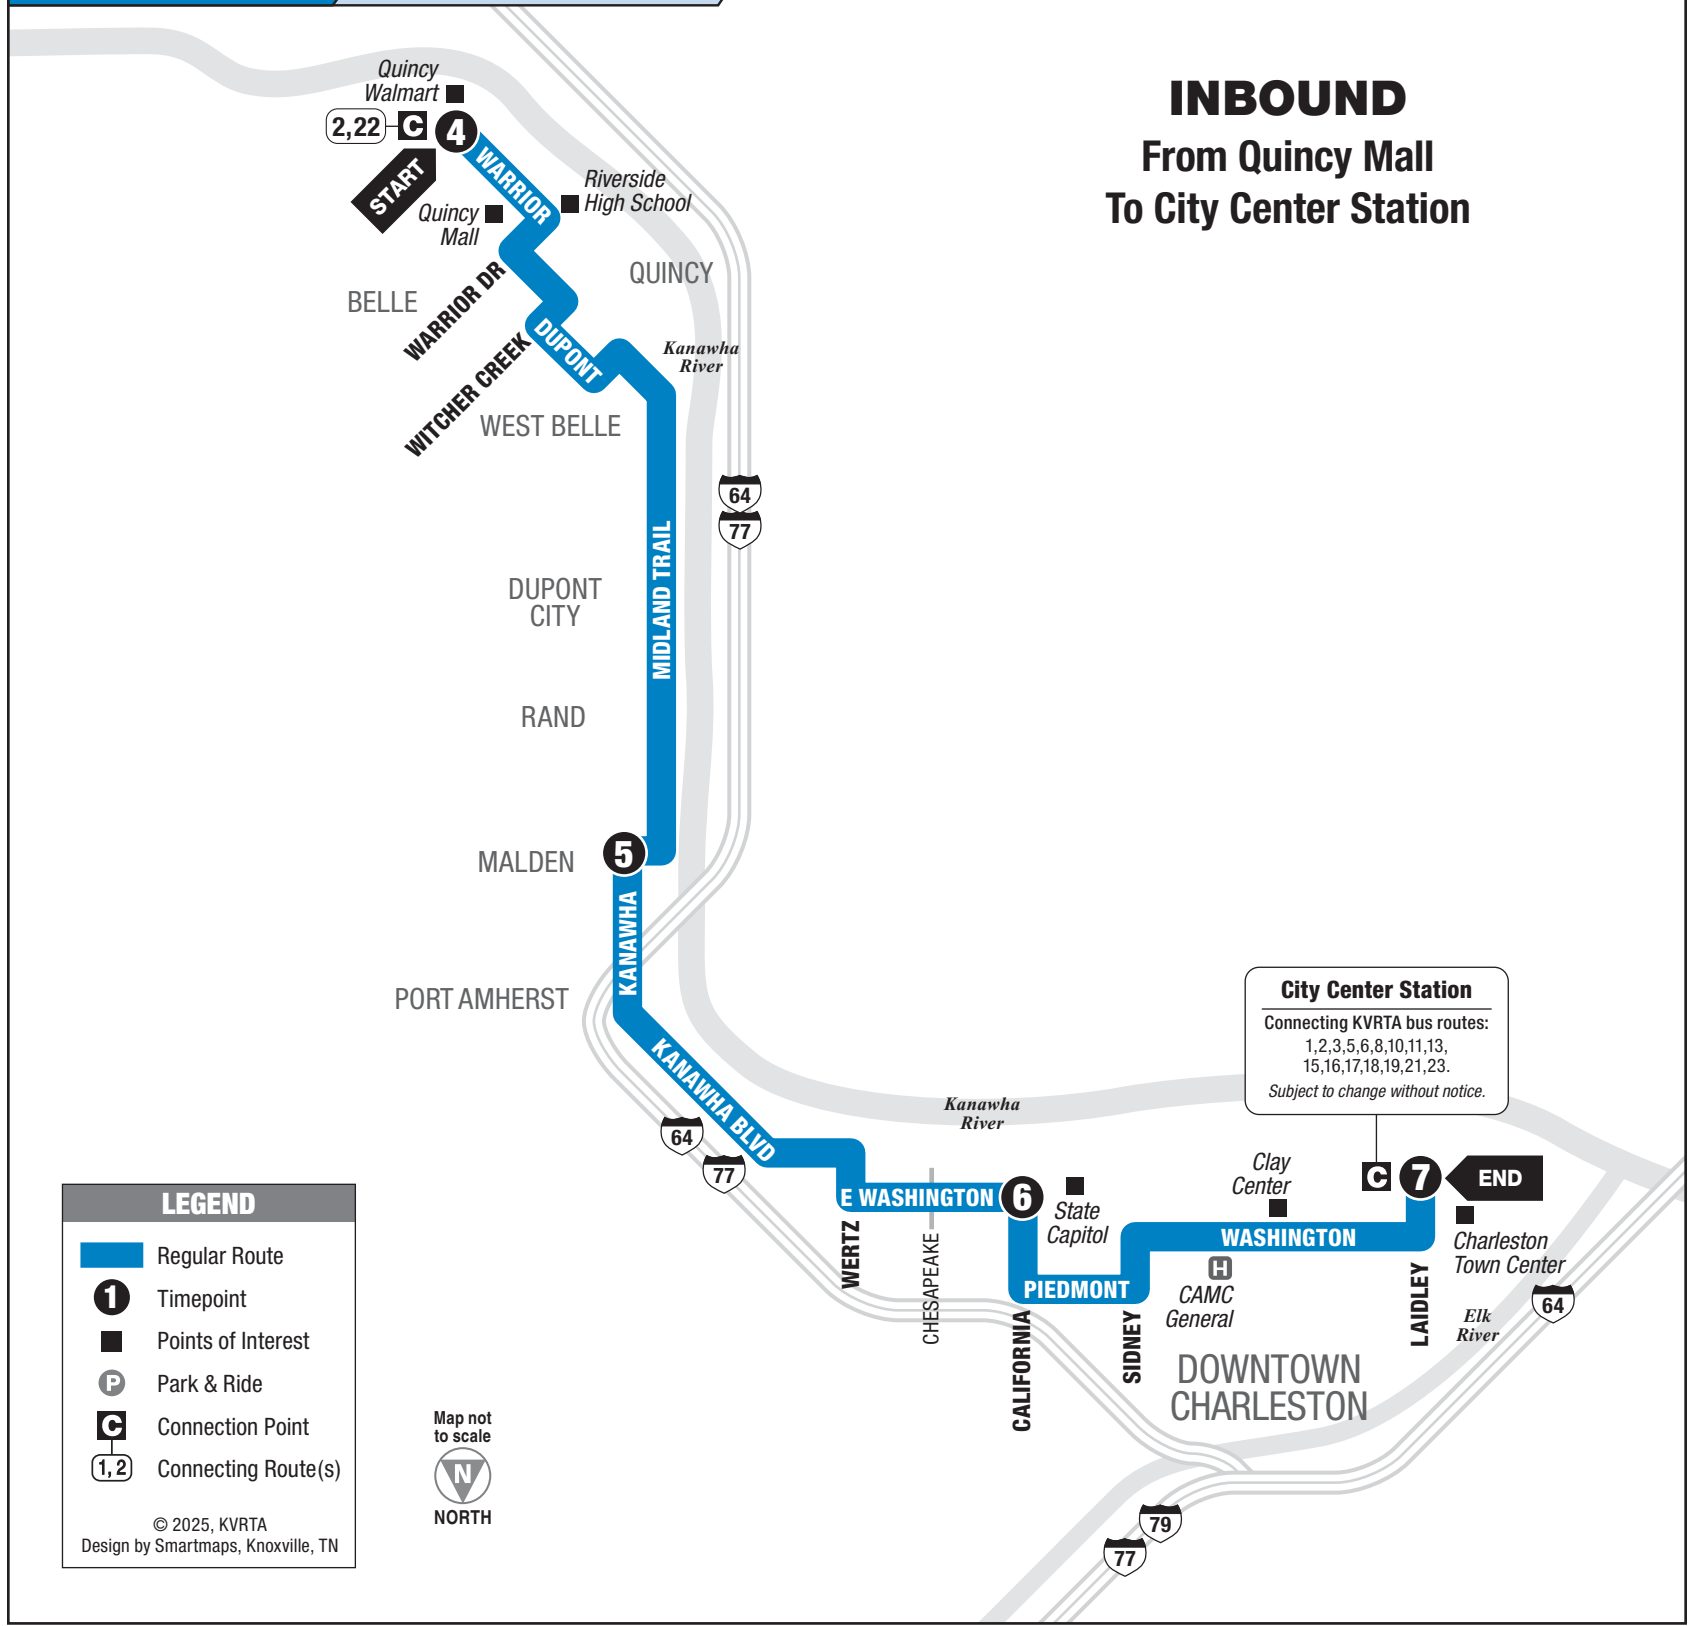 INBOUND
From Quincy Mall
To City Center Station
Quincy
Walmart
2,22
C
4
START
WARRIOR
Riverside
High School
Quincy
Mall
QUINCY
BELLE
WARRIOR DR
WITCHER CREEK
DUPONT
Kanawha
River
WEST BELLE
64
77
MIDLAND TRAIL
DUPONT
CITY
RAND
MALDEN
5
KANAWHA
PORT AMHERST
KANAWHA BLVD
64
77
Kanawha
River
City Center Station
Connecting KVRTA bus routes:
1,2,3,5,6,8,10,11,13,
15,16,17,18,19,21,23.
Subject to change without notice.
E WASHINGTON
6
State
Capitol
Clay
Center
C
7
END
WERTZ
CHESAPEAKE
WASHINGTON
Charleston
Town Center
PIEDMONT
H
CAMC
General
CALIFORNIA
SIDNEY
LAIDLEY
Elk
River
64
DOWNTOWN
CHARLESTON
79
77
LEGEND
Regular Route
1
Timepoint
Points of Interest
P
Park & Ride
C
Connection Point
1, 2
Connecting Route(s)
© 2025, KVRTA
Design by Smartmaps, Knoxville, TN
Map not
to scale
N
NORTH